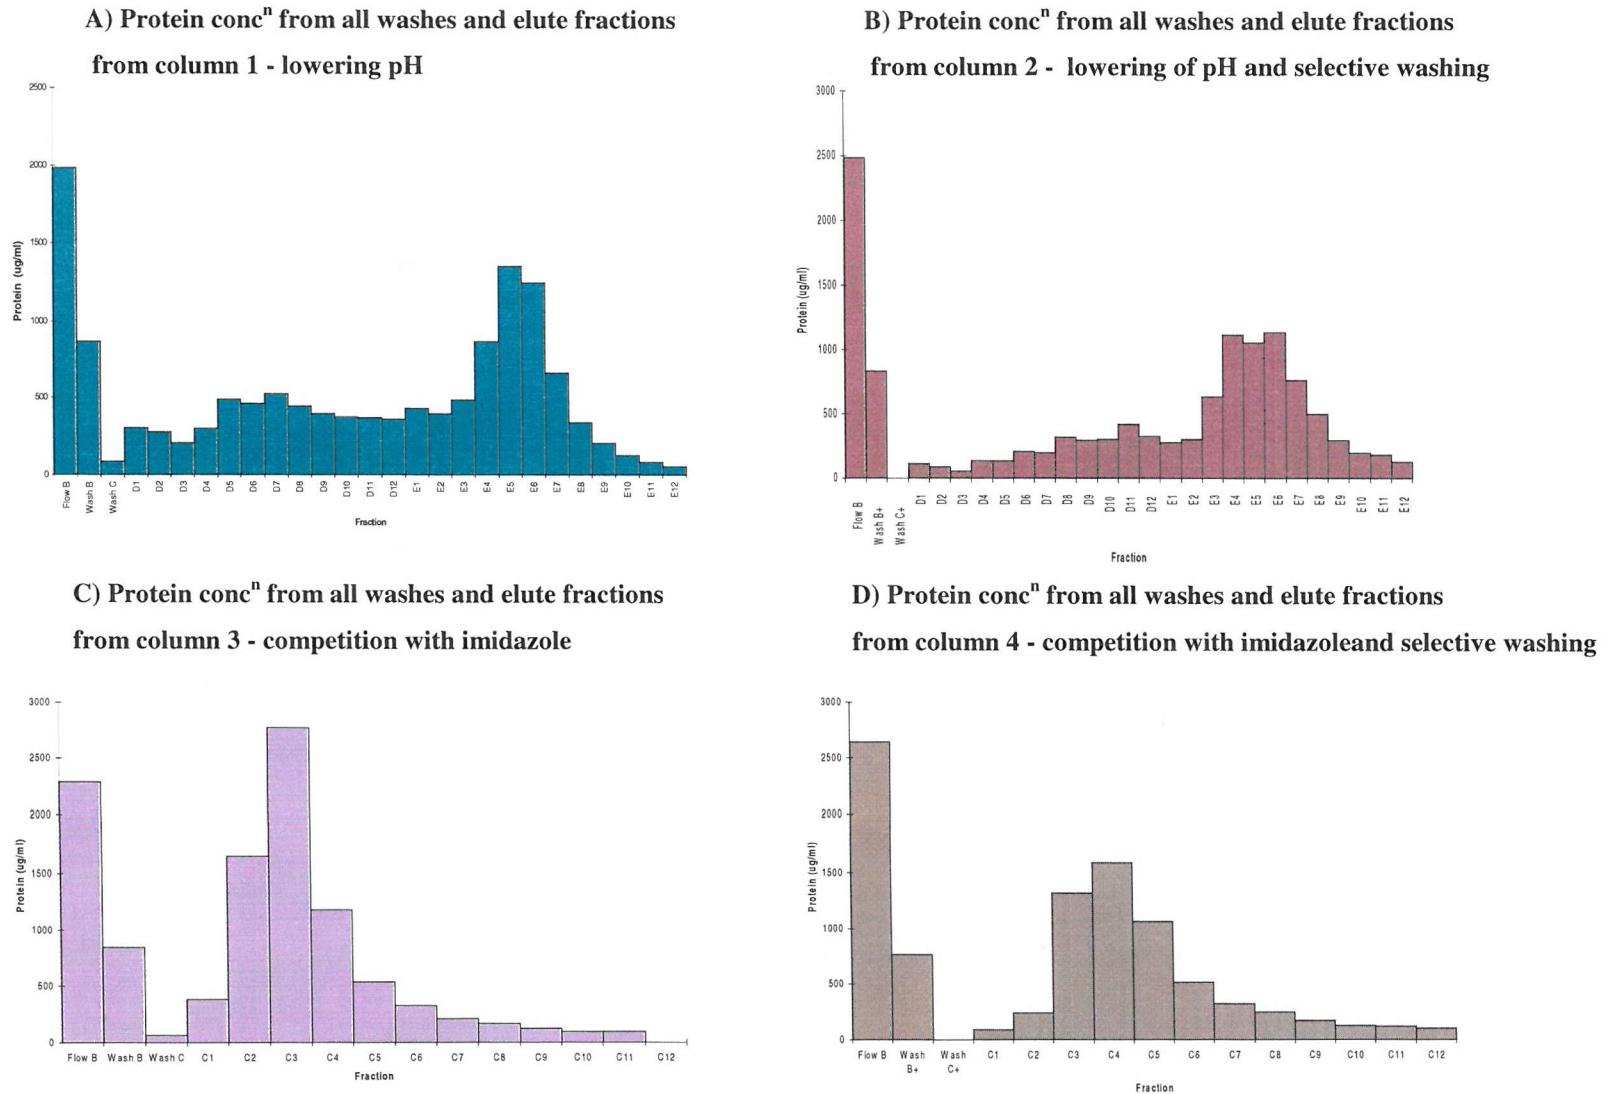 A) Protein concⁿ from all washes and elute fractions
from column 1 - lowering pH
2500
2000
1500
1000
500
0
Protein (ug/ml)
Flow B Wash B Wash C D1 D2 D3 D4 D5 D6 D7 D8 D9 D10 D11 D12 E1 E2 E3 E4 E5 E6 E7 E8 E9 E10 E11 E12
Fraction
B) Protein concⁿ from all washes and elute fractions
from column 2 - lowering of pH and selective washing
3000
2500
2000
1500
1000
500
0
Protein (ug/ml)
Flow B Wash B+ Wash C+ D1 D2 D3 D4 D5 D6 D7 D8 D9 D10 D11 D12 E1 E2 E3 E4 E5 E6 E7 E8 E9 E10 E11 E12
Fraction
C) Protein concⁿ from all washes and elute fractions
from column 3 - competition with imidazole
3000
2500
2000
1500
1000
500
0
Protein (ug/ml)
Flow B Wash B Wash C C1 C2 C3 C4 C5 C6 C7 C8 C9 C10 C11 C12
Fraction
D) Protein concⁿ from all washes and elute fractions
from column 4 - competition with imidazoleand selective washing
3000
2500
2000
1500
1000
500
0
Protein (ug/ml)
Flow B Wash Wash C1 C2 C3 C4 C5 C6 C7 C8 C9 C10 C11 C12
B+ C+
Fraction